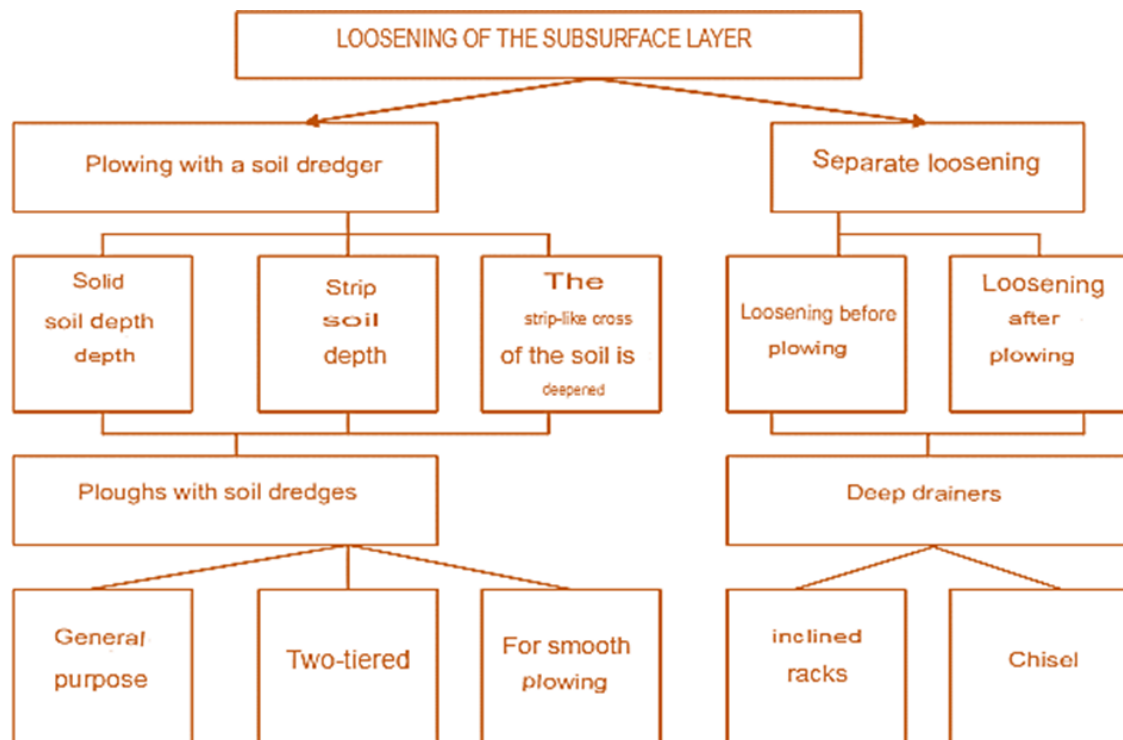 LOOSENING OF THE SUBSURFACE LAYER
Plowing with a soil dredger
Separate loosening
Solid
soil depth
depth
Strip
soil
depth
The
strip-like cross
of the soil is
deepened
Loosening before
plowing
Loosening
after
plowing
Ploughs with soil dredges
Deep drainers
General
purpose
Two-tiered
For smooth
plowing
inclined
racks
Chisel